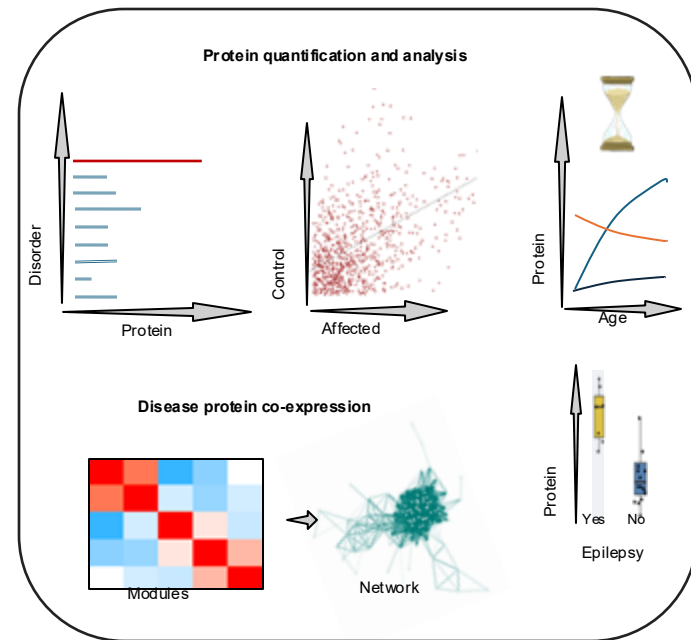 Protein quantification and analysis
Disorder
Protein
Control
Affected
Protein
Age
Disease protein co-expression
Modules
Network
Protein
Yes No
Epilepsy